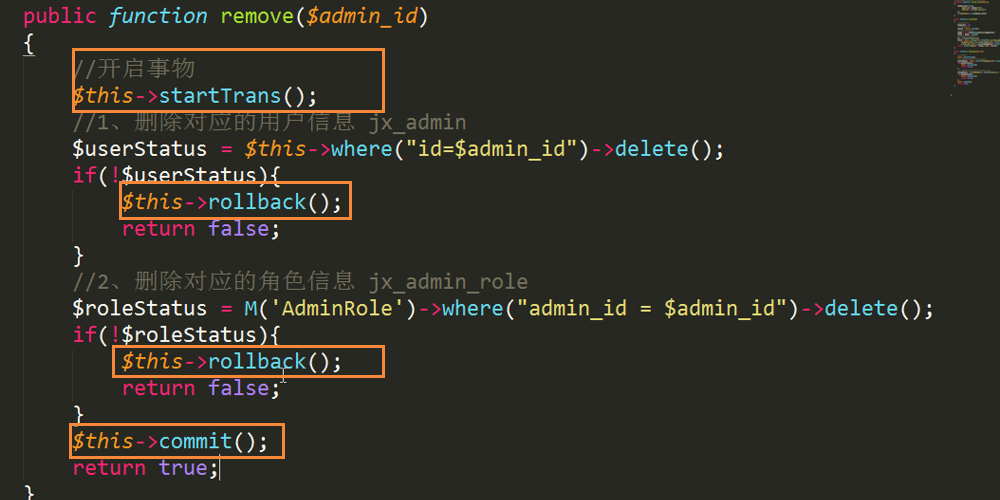 public function remove($admin_id)
{
//开启事物
$this->startTrans();
//1、删除对应的用户信息 jx_admin
$userStatus = $this->where("id=$admin_id")->delete();
if(!$userStatus){
$this->rollback();
return false;
}
//2、删除对应的角色信息 jx_admin_role
$roleStatus = M('AdminRole')->where("admin_id = $admin_id")->delete();
if(!$roleStatus){
$this->rollback();
return false;
}
$this->commit();
return true;
}